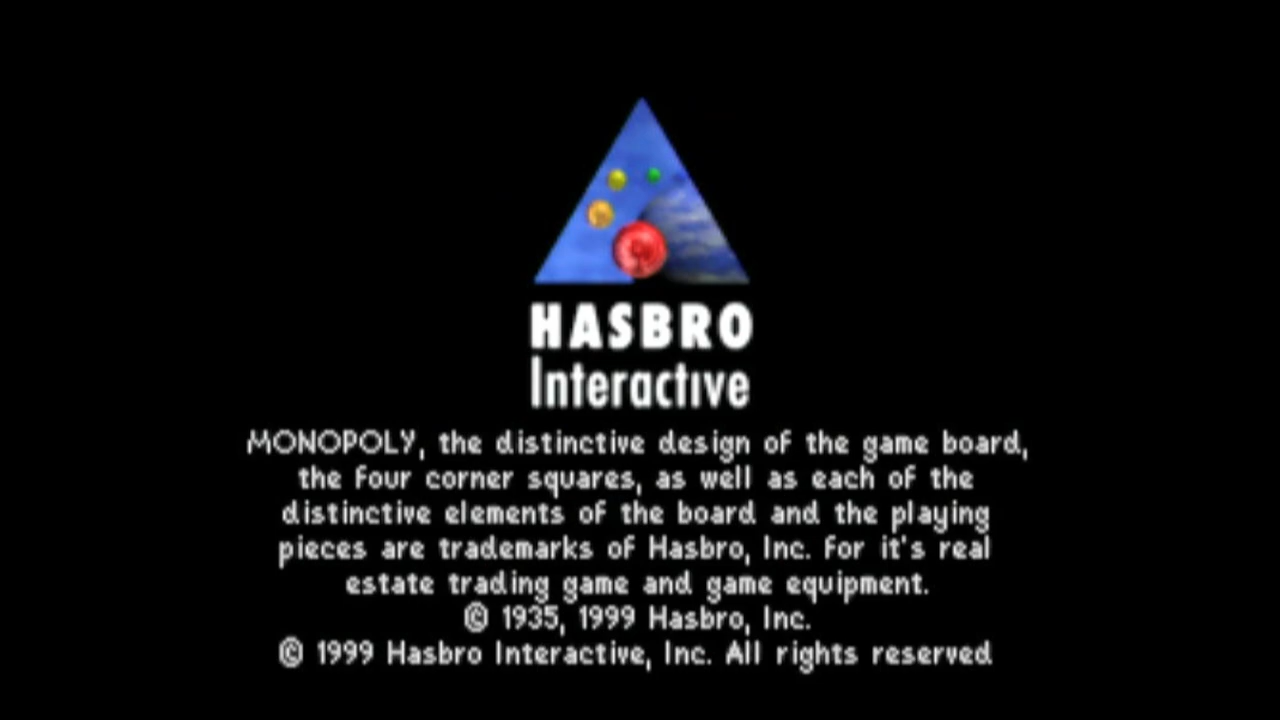 HASBRO
Interactive
MONOPOLY, the distinctive design of the game board,
the four corner squares, as well as each of the
distinctive elements of the board and the playing
pieces are trademarks of Hasbro, Inc. for it's real
estate trading game and game equipment.
© 1935, 1999 Hasbro, Inc.
© 1999 Hasbro Interactive, Inc. All rights reserved